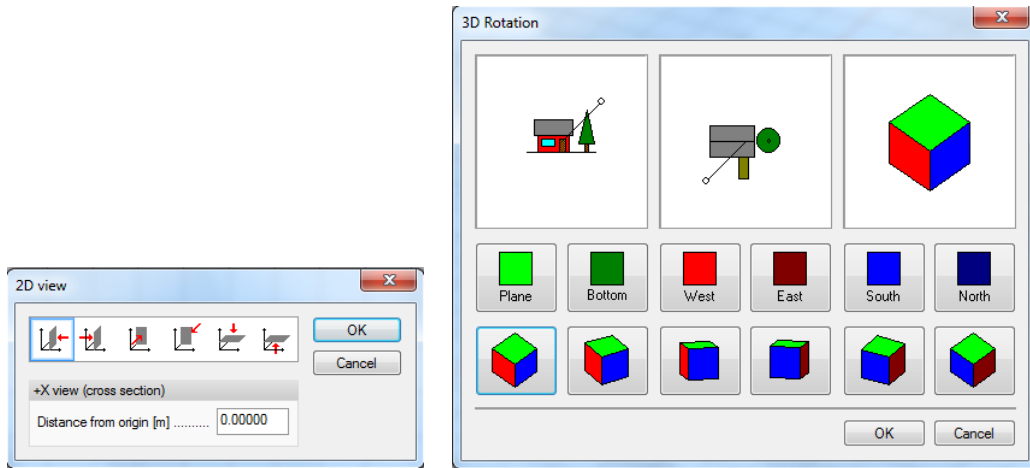 2D view
OK
Cancel
+X view (cross section)
Distance from origin [m] .......... 0.00000
3D Rotation
Plane
Bottom
West
East
South
North
OK
Cancel